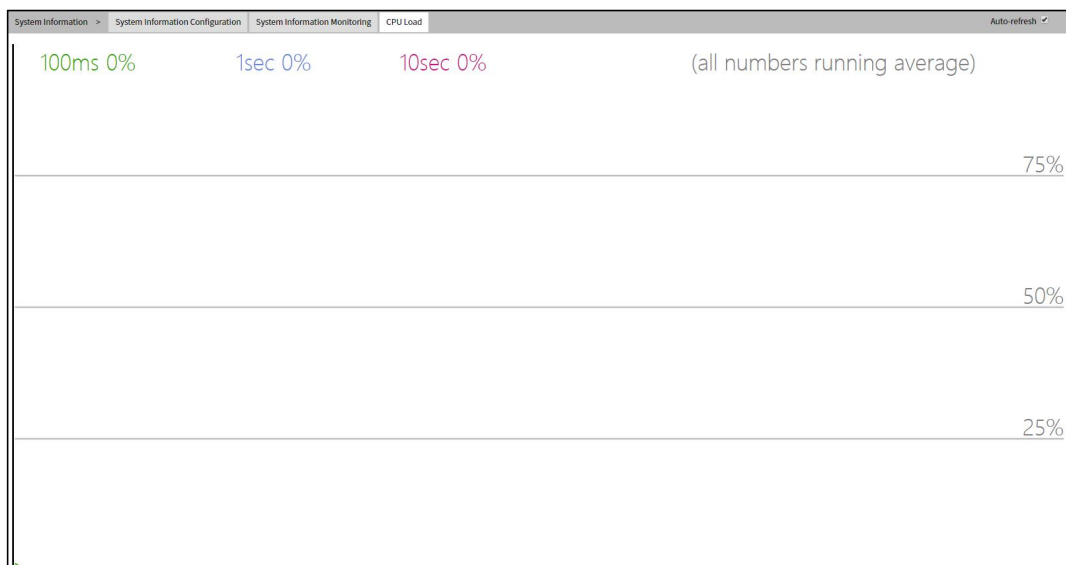 System Information > System Information Configuration System Information Monitoring CPU Load Auto-refresh
100ms 0% 1sec 0% 10sec 0% (all numbers running average)
75%
50%
25%